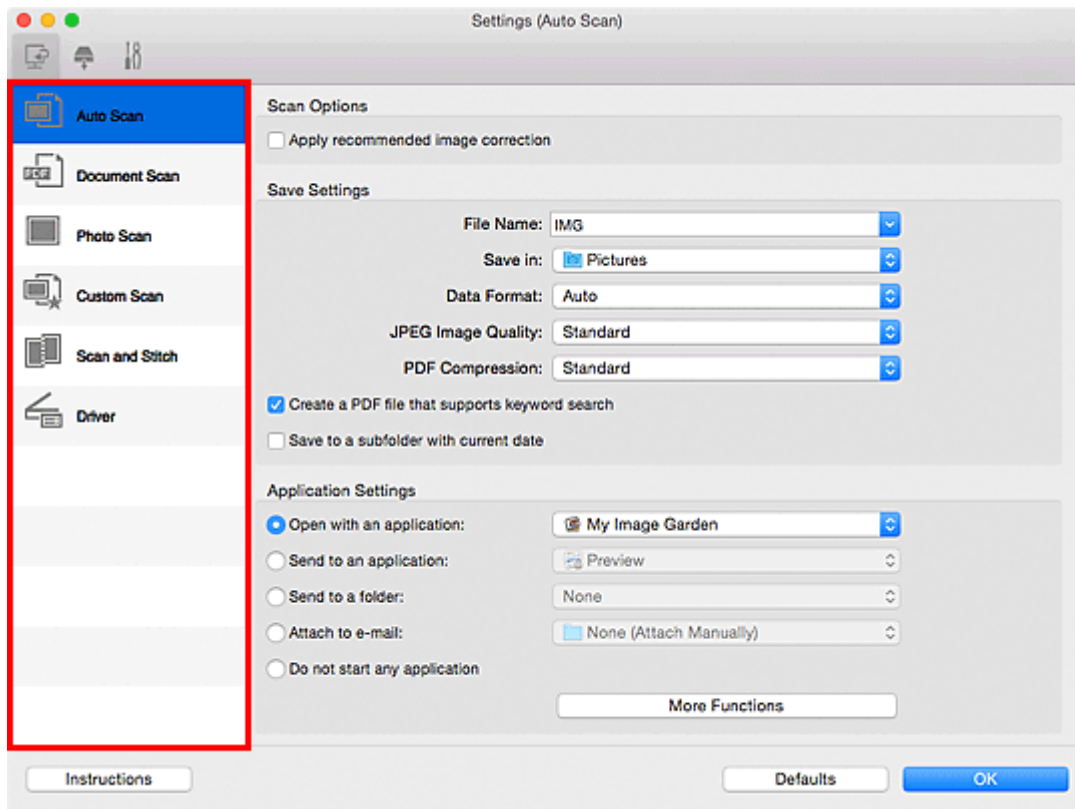 Settings (Auto Scan)
Auto Scan
PDF
Document Scan
Photo Scan
Custom Scan
Scan and Stitch
Driver
Scan Options
Apply recommended image correction
Save Settings
File Name: IMG
Save in: Pictures
Data Format: Auto
JPEG Image Quality: Standard
PDF Compression: Standard
Create a PDF file that supports keyword search
Save to a subfolder with current date
Application Settings
Open with an application: My Image Garden
Send to an application: Preview
Send to a folder: None
Attach to e-mail: None (Attach Manually)
Do not start any application
More Functions
Instructions
Defaults
OK